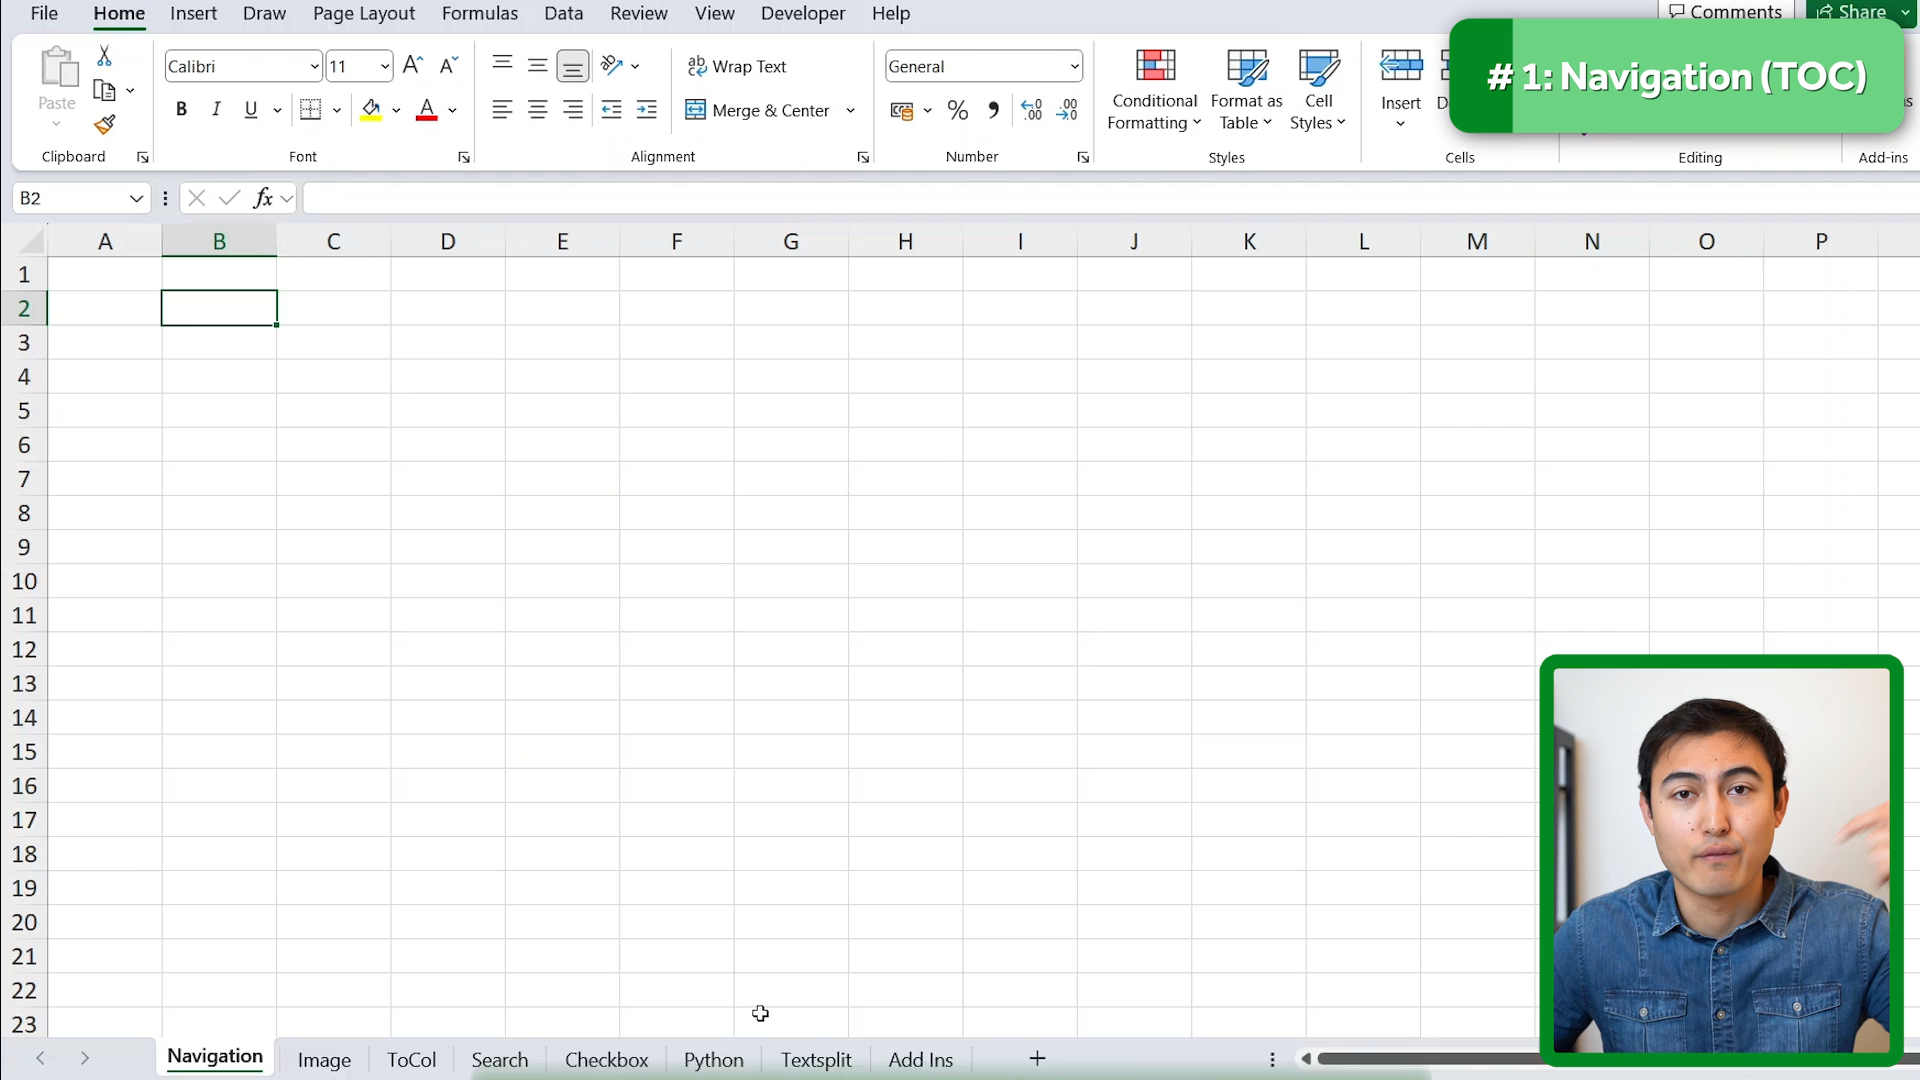 File Home Insert Draw Page Layout Formulas Data Review View Developer Help Comments Share
# 1: Navigation (TOC)
Calibri 11 Wrap Text General
Paste Conditional Formatting Format as Table Cell Styles Insert
B I U A Merge & Center % ,
Clipboard Font Alignment Number Styles Cells Editing Add-ins
B2 fx
A B C D E F G H I J K L M N O P
1
2
3
4
5
6
7
8
9
10
11
12
13
14
15
16
17
18
19
20
21
22
23
Navigation Image ToCol Search Checkbox Python Textsplit Add Ins +